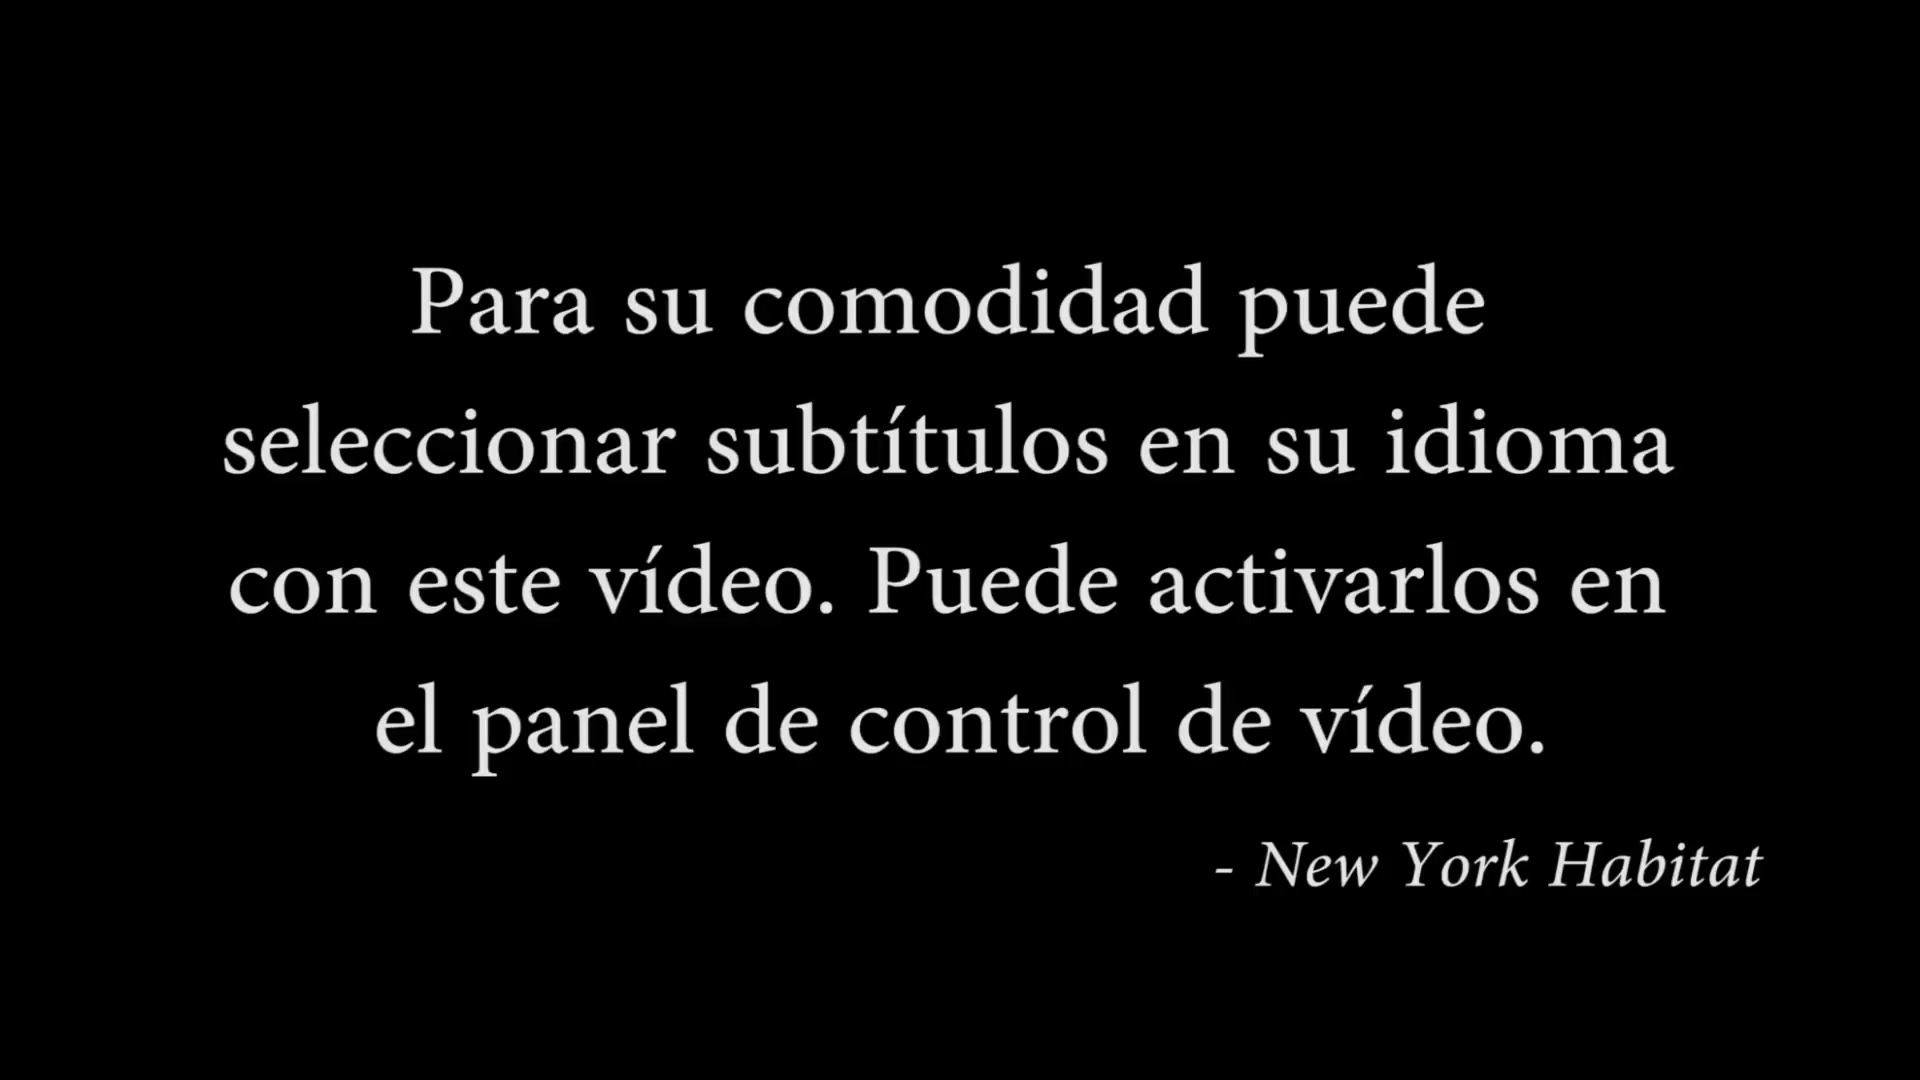 Para su comodidad puede
seleccionar subtítulos en su idioma
con este vídeo. Puede activarlos en
el panel de control de vídeo.
- New York Habitat